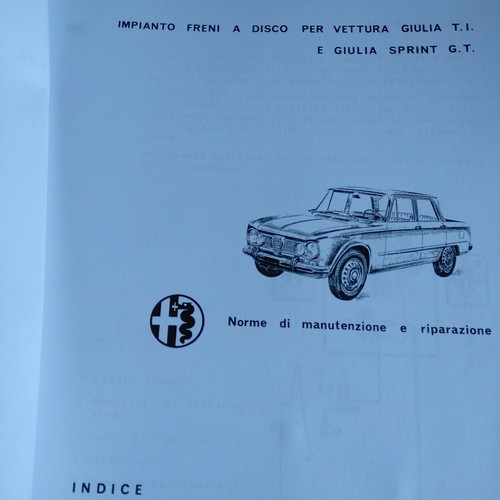 IMPIANTO FRENI A DISCO PER VETTURA GIULIA T.I.
E GIULIA SPRINT G.T.
Norme di manutenzione e riparazione
INDICE